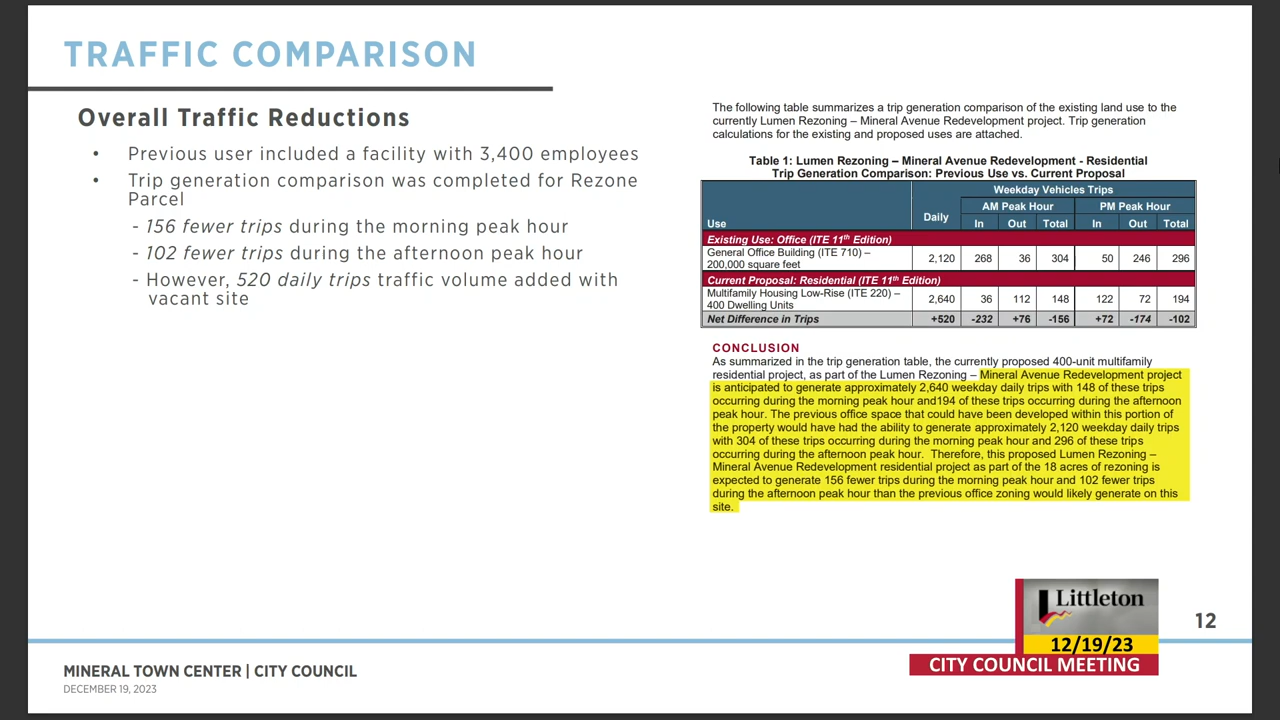 TRAFFIC COMPARISON
Overall Traffic Reductions
• Previous user included a facility with 3,400 employees
• Trip generation comparison was completed for Rezone
Parcel
- 156 fewer trips during the morning peak hour
- 102 fewer trips during the afternoon peak hour
- However, 520 daily trips traffic volume added with
vacant site
The following table summarizes a trip generation comparison of the existing land use to the
currently Lumen Rezoning – Mineral Avenue Redevelopment project. Trip generation
calculations for the existing and proposed uses are attached.
Table 1: Lumen Rezoning – Mineral Avenue Redevelopment - Residential
Trip Generation Comparison: Previous Use vs. Current Proposal
Weekday Vehicles Trips
AM Peak Hour PM Peak Hour
Use Daily In Out Total In Out Total
Existing Use: Office (ITE 11th Edition)
General Office Building (ITE 710) –
200,000 square feet 2,120 268 36 304 50 246 296
Current Proposal: Residential (ITE 11th Edition)
Multifamily Housing Low-Rise (ITE 220) –
400 Dwelling Units 2,640 36 112 148 122 72 194
Net Difference in Trips +520 -232 +76 -156 +72 -174 -102
CONCLUSION
As summarized in the trip generation table, the currently proposed 400-unit multifamily
residential project, as part of the Lumen Rezoning – Mineral Avenue Redevelopment project
is anticipated to generate approximately 2,640 weekday daily trips with 148 of these trips
occurring during the morning peak hour and194 of these trips occurring during the afternoon
peak hour. The previous office space that could have been developed within this portion of
the property would have had the ability to generate approximately 2,120 weekday daily trips
with 304 of these trips occurring during the morning peak hour and 296 of these trips
occurring during the afternoon peak hour. Therefore, this proposed Lumen Rezoning –
Mineral Avenue Redevelopment residential project as part of the 18 acres of rezoning is
expected to generate 156 fewer trips during the morning peak hour and 102 fewer trips
during the afternoon peak hour than the previous office zoning would likely generate on this
site.
Littleton
12/19/23
CITY COUNCIL MEETING
12
MINERAL TOWN CENTER | CITY COUNCIL
DECEMBER 19, 2023